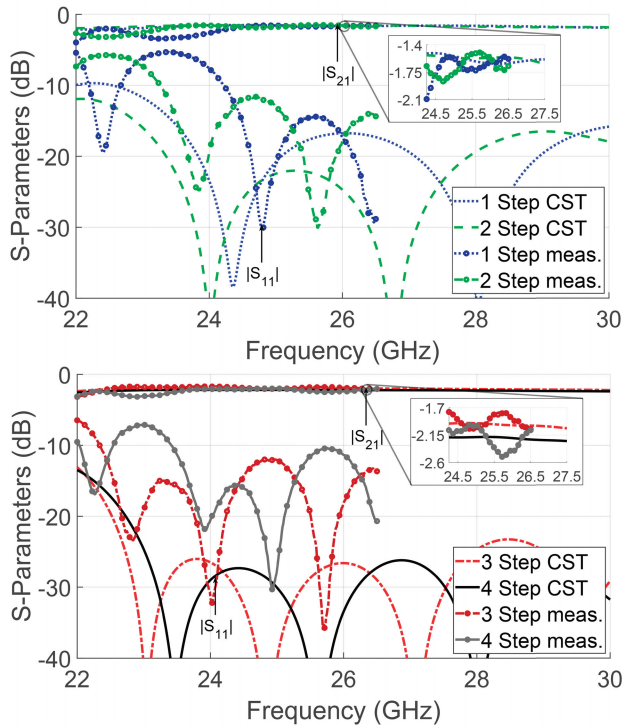 0
-10
-20
-30
-40
S-Parameters (dB)
|S21|
|S11|
-1.4
-1.75
-2.1
24.5 25.5 26.5 27.5
1 Step CST
2 Step CST
1 Step meas.
2 Step meas.
22 24 26 28 30
Frequency (GHz)
0
-10
-20
-30
-40
S-Parameters (dB)
|S21|
|S11|
-1.7
-2.15
-2.6
24.5 25.5 26.5 27.5
3 Step CST
4 Step CST
3 Step meas.
4 Step meas.
22 24 26 28 30
Frequency (GHz)